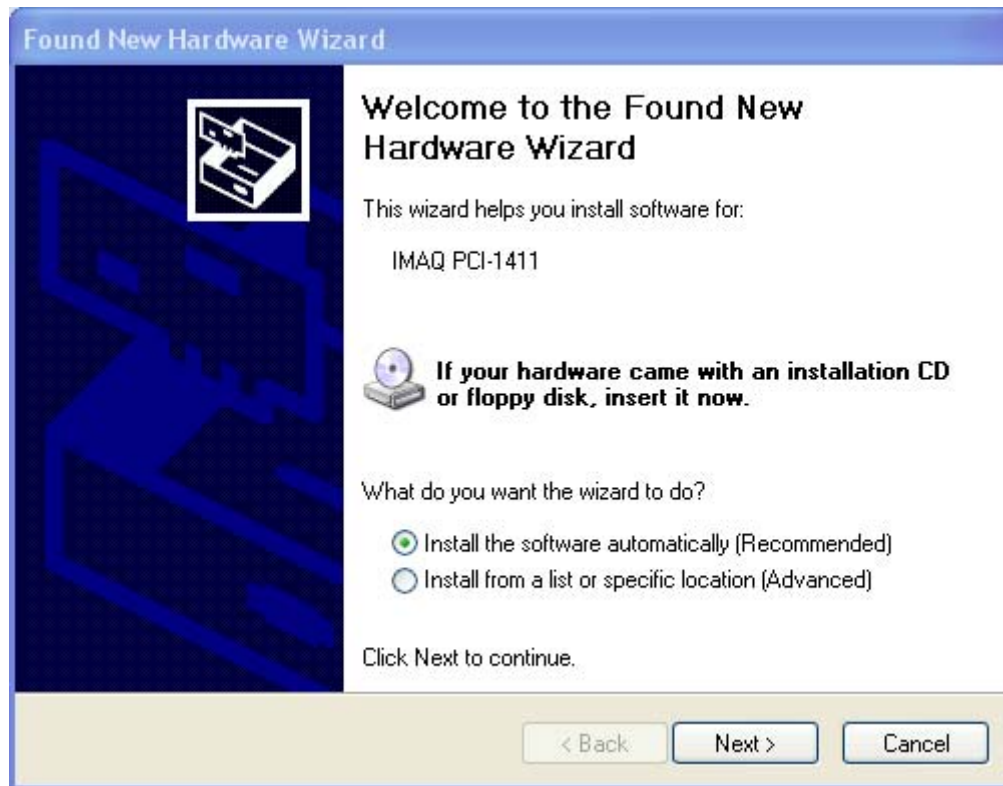 Found New Hardware Wizard
Welcome to the Found New
Hardware Wizard
This wizard helps you install software for:
IMAQ PCI-1411
If your hardware came with an installation CD
or floppy disk, insert it now.
What do you want the wizard to do?
Install the software automatically (Recommended)
Install from a list or specific location (Advanced)
Click Next to continue.
< Back Next > Cancel